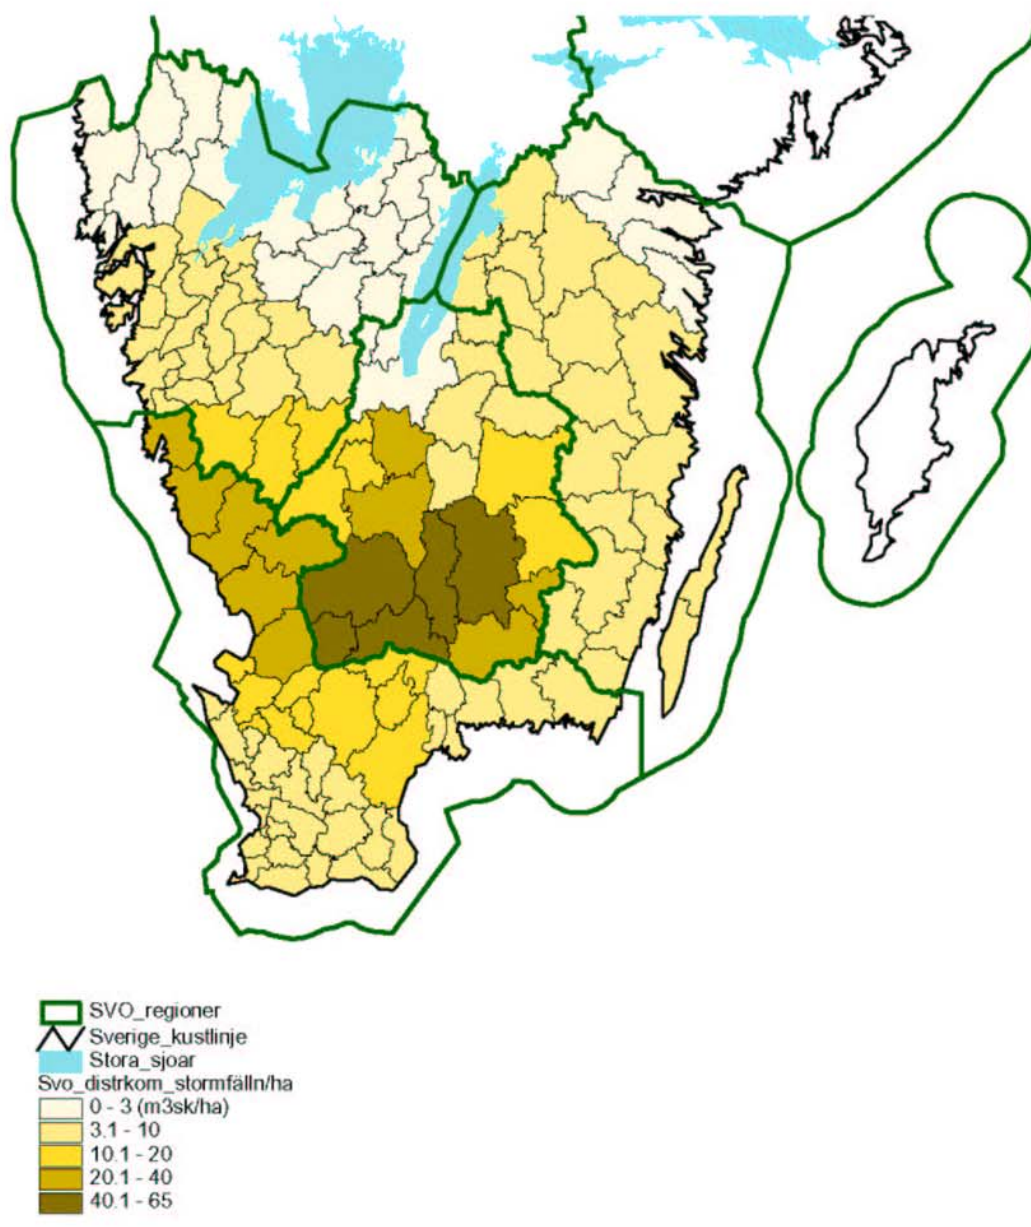 SVO_regioner
Sverige_kustlinje
Stora_sjoar
Svo_distrkom_stormfälln/ha
0 - 3 (m3sk/ha)
3.1 - 10
10.1 - 20
20.1 - 40
40.1 - 65